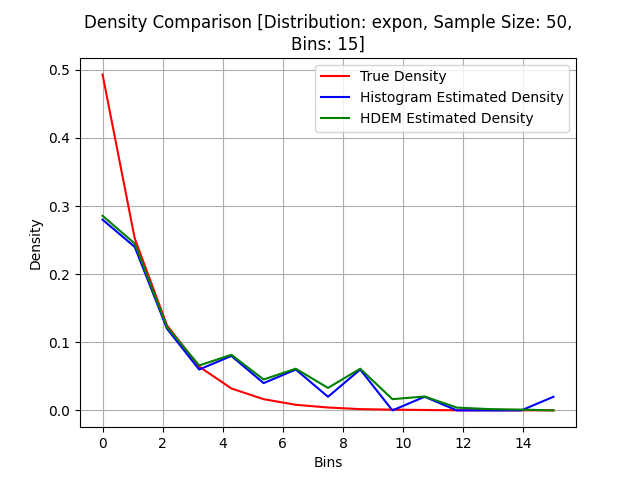 Density Comparison [Distribution: expon, Sample Size: 50,
Bins: 15]
True Density
Histogram Estimated Density
HDEM Estimated Density
Density
0.5
0.4
0.3
0.2
0.1
0.0
0 2 4 6 8 10 12 14
Bins